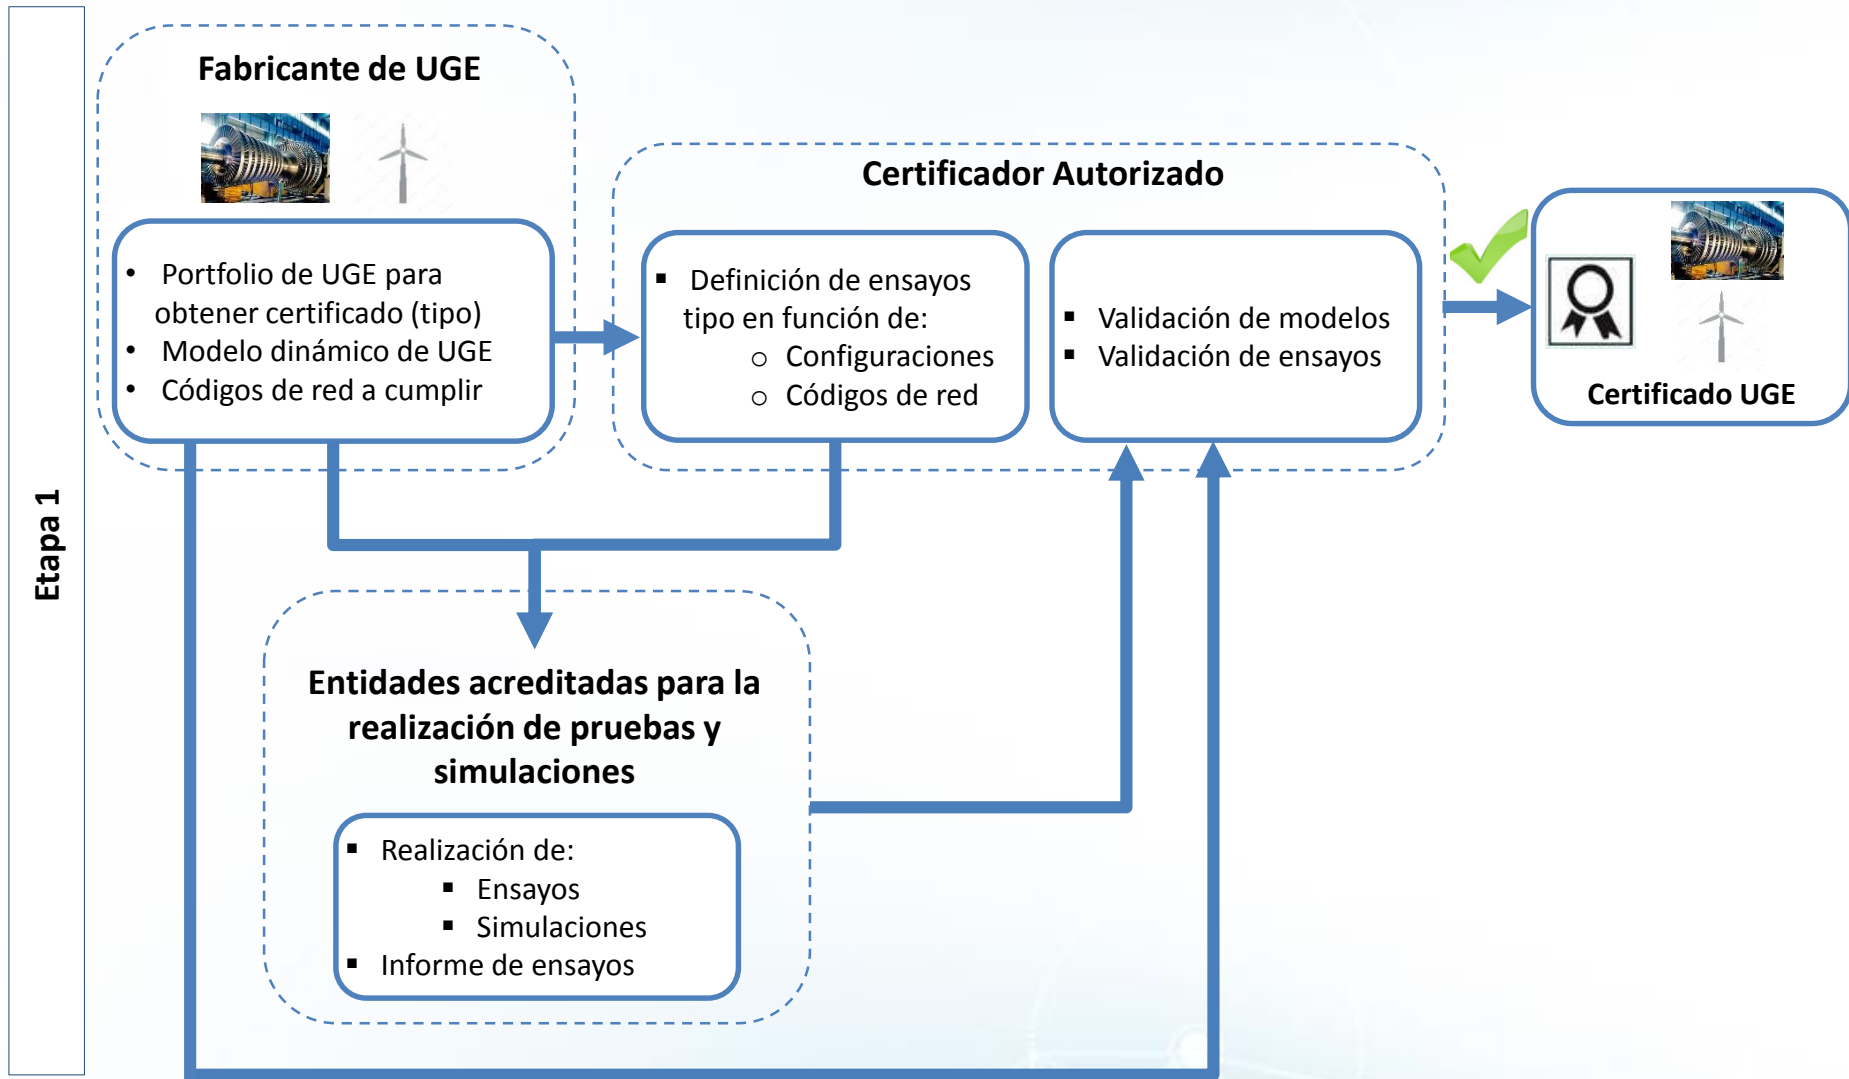 Etapa 1
Fabricante de UGE
• Portfolio de UGE para
obtener certificado (tipo)
• Modelo dinámico de UGE
• Códigos de red a cumplir
Certificador Autorizado
▪ Definición de ensayos
tipo en función de:
o Configuraciones
o Códigos de red
▪ Validación de modelos
▪ Validación de ensayos
Certificado UGE
Entidades acreditadas para la
realización de pruebas y
simulaciones
▪ Realización de:
▪ Ensayos
▪ Simulaciones
▪ Informe de ensayos